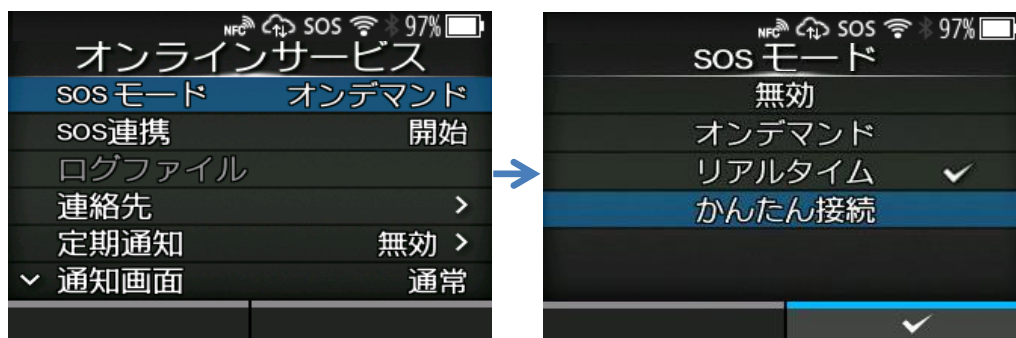 NFC SOS 97%
オンラインサービス
SOS モード オンデマンド
SOS連携 開始
ログファイル
連絡先 >
定期通知 無効 >
通知画面 通常
NFC SOS 97%
SOS モード
無効
オンデマンド
リアルタイム ✓
かんたん接続
✓